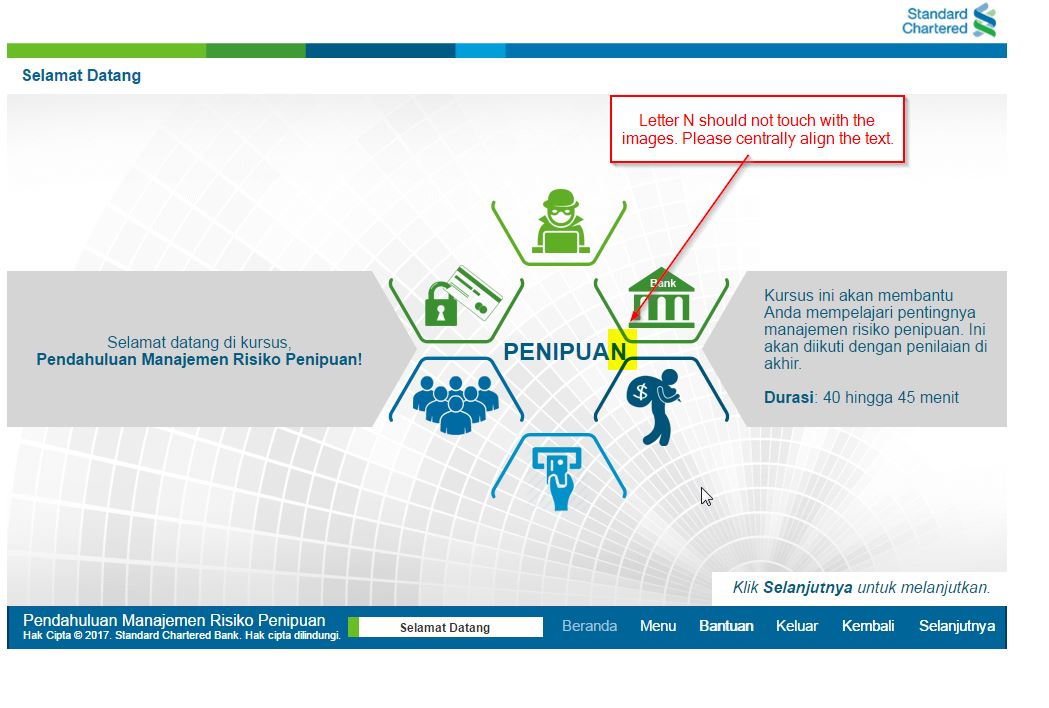 Standard
Chartered
Selamat Datang
Letter N should not touch with the
images. Please centrally align the text.
Bank
Selamat datang di kursus,
Pendahuluan Manajemen Risiko Penipuan!
PENIPUAN
$
Kursus ini akan membantu
Anda mempelajari pentingnya
manajemen risiko penipuan. Ini
akan diikuti dengan penilaian di
akhir.
Durasi: 40 hingga 45 menit
Klik Selanjutnya untuk melanjutkan.
Pendahuluan Manajemen Risiko Penipuan
Hak Cipta © 2017. Standard Chartered Bank. Hak cipta dilindungi.
Selamat Datang
Beranda Menu Bantuan Keluar Kembali Selanjutnya